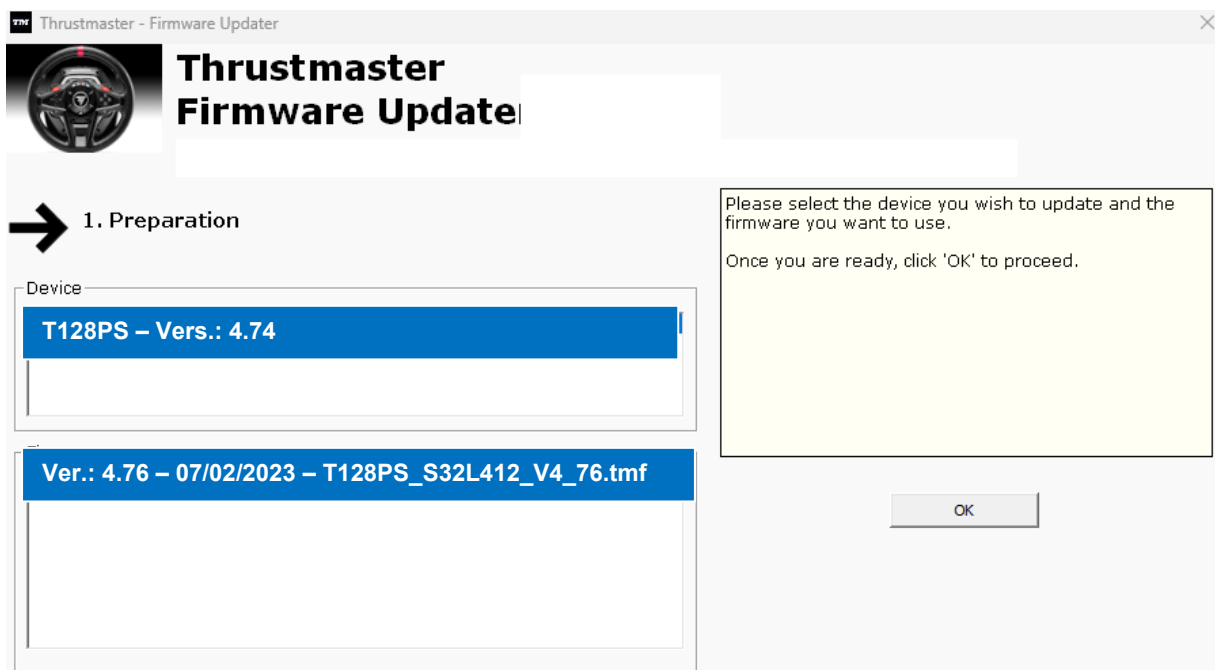 Thrustmaster - Firmware Updater
Thrustmaster
Firmware Updater
1. Preparation
Please select the device you wish to update and the
firmware you want to use.
Once you are ready, click 'OK' to proceed.
Device
T128PS – Vers.: 4.74
Ver.: 4.76 – 07/02/2023 – T128PS_S32L412_V4_76.tmf
OK